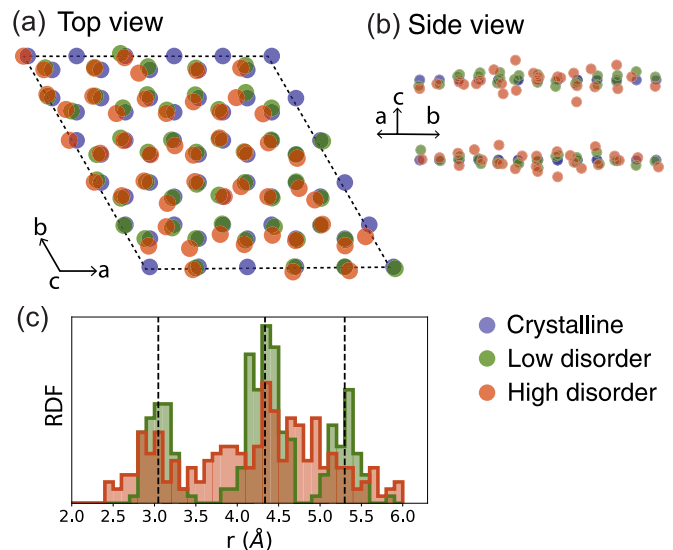 (a) Top view
(b) Side view
c
a b
b
c a
(c)
RDF
2.0 2.5 3.0 3.5 4.0 4.5 5.0 5.5 6.0
r (Å)
Crystalline
Low disorder
High disorder